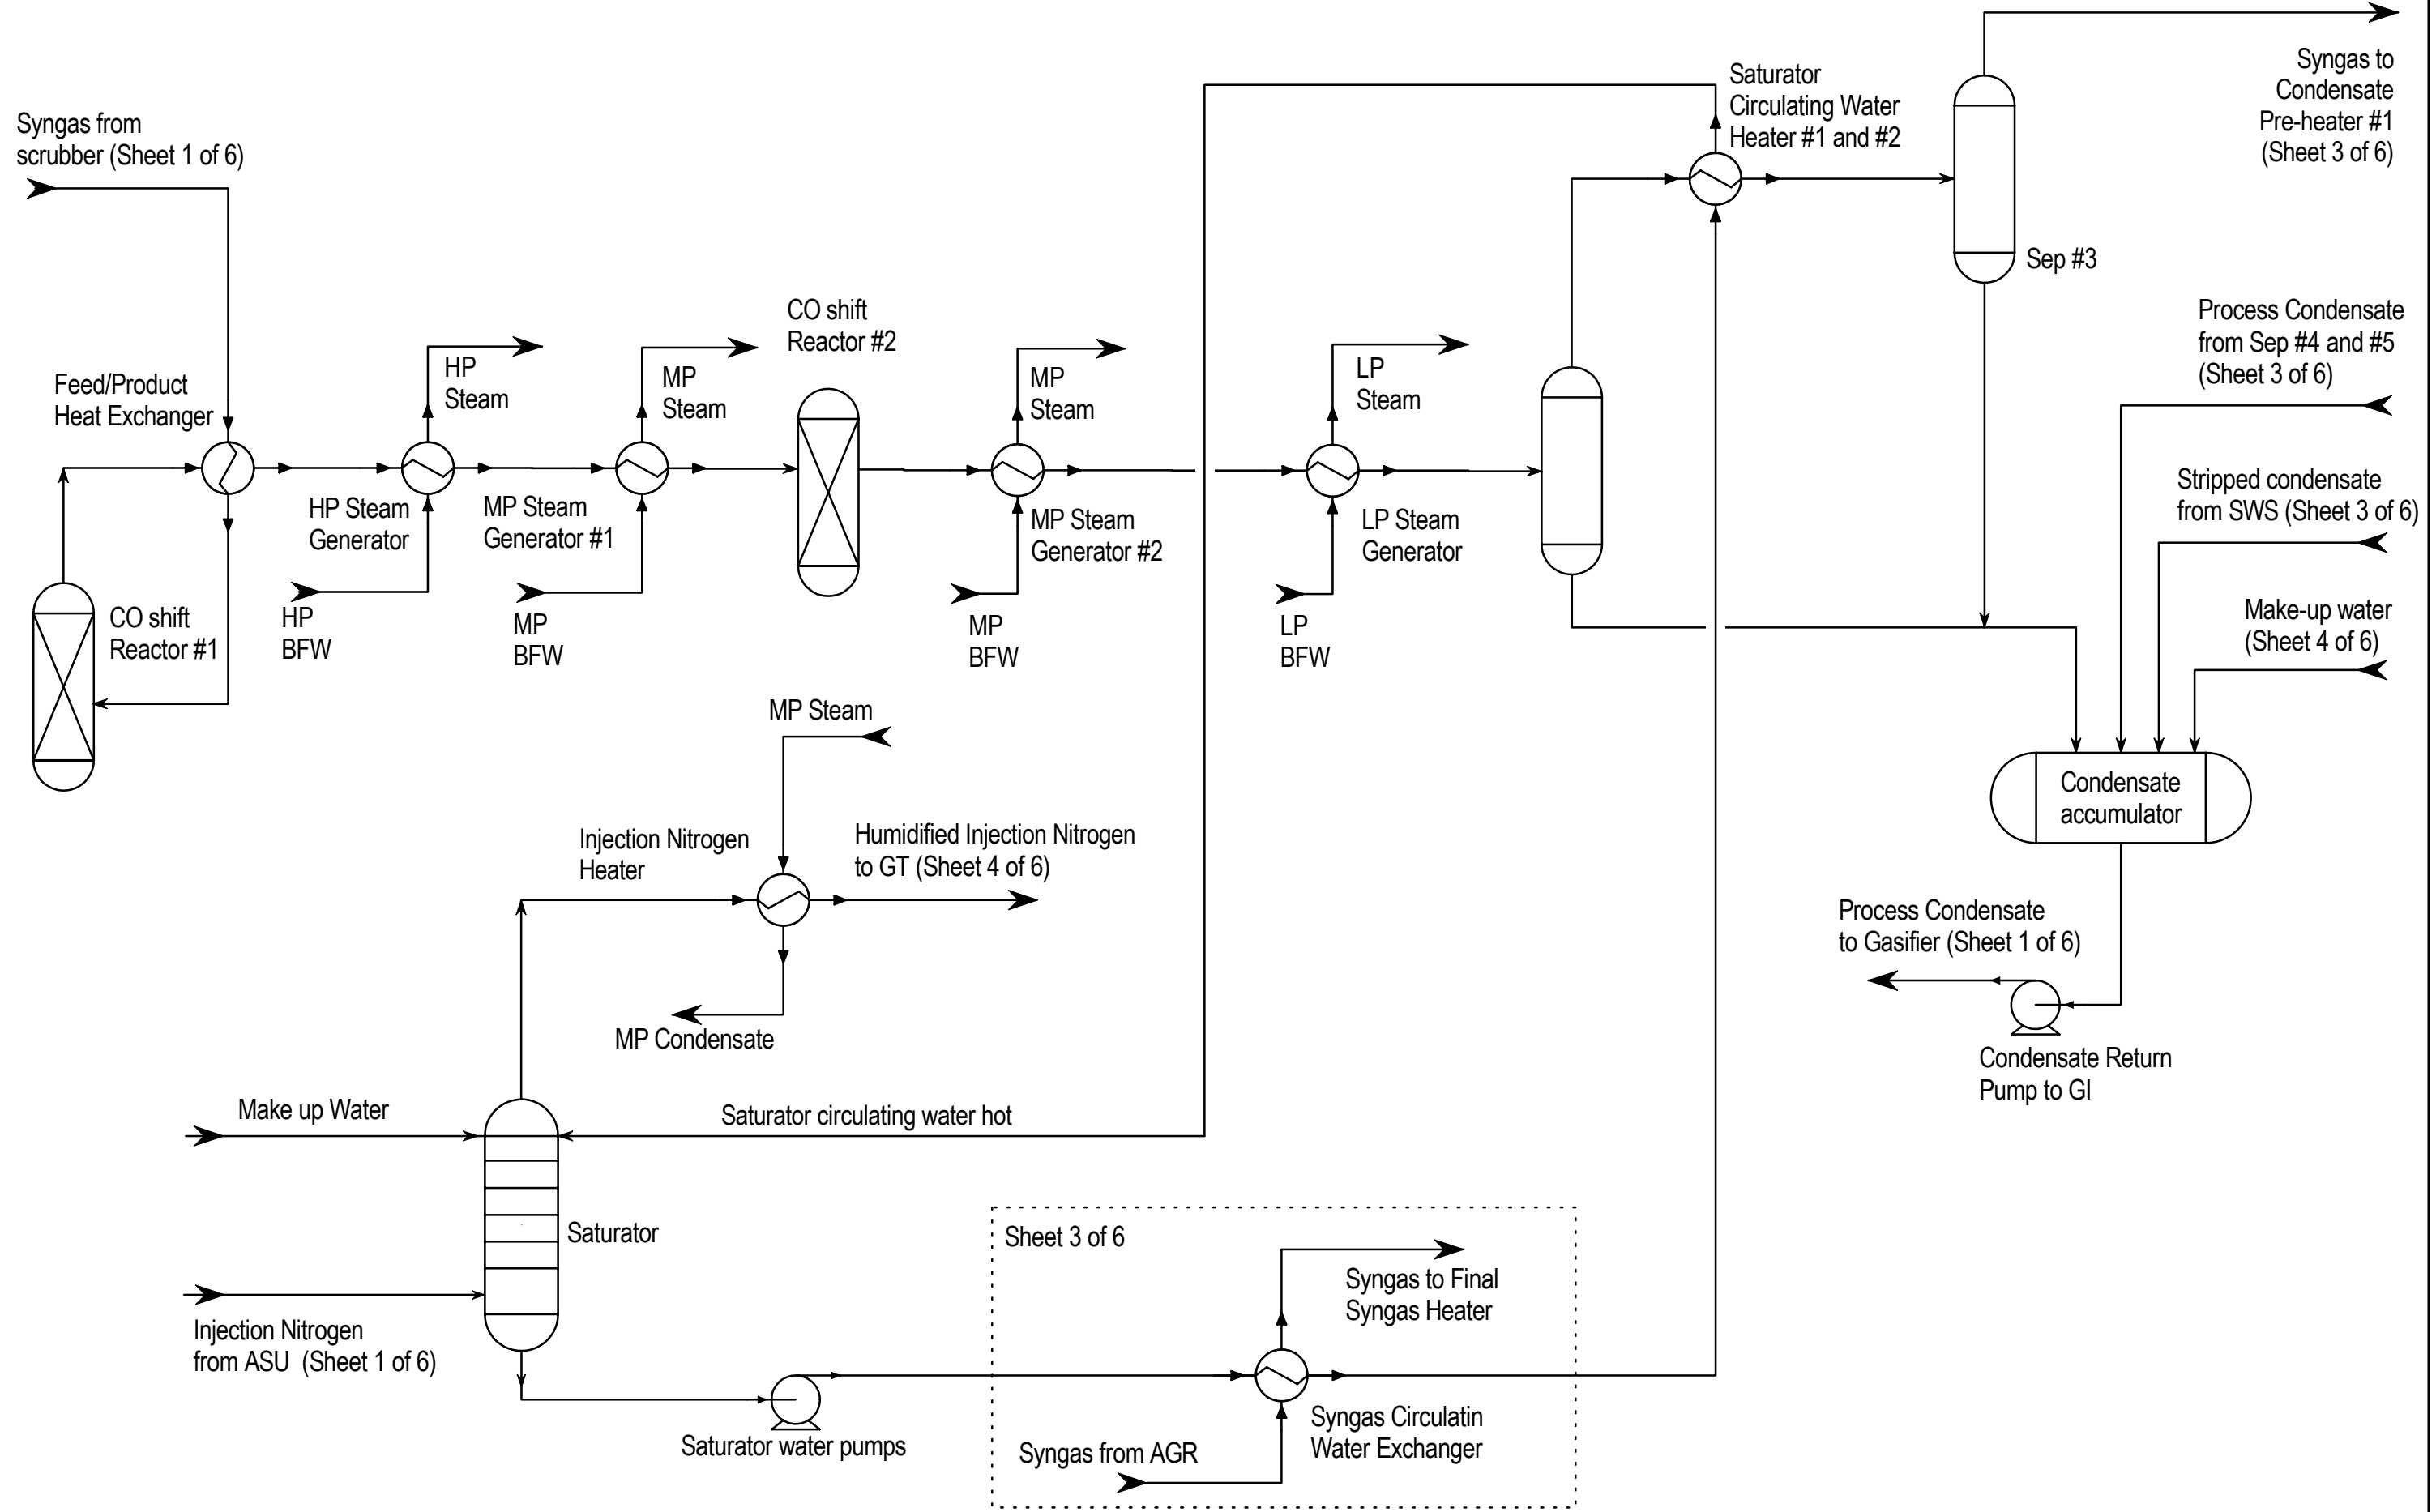 Syngas from
scrubber (Sheet 1 of 6)
Saturator
Circulating Water
Heater #1 and #2
Syngas to
Condensate
Pre-heater #1
(Sheet 3 of 6)
Sep #3
Process Condensate
from Sep #4 and #5
(Sheet 3 of 6)
Stripped condensate
from SWS (Sheet 3 of 6)
Make-up water
(Sheet 4 of 6)
Feed/Product
Heat Exchanger
HP
Steam
MP
Steam
CO shift
Reactor #2
MP
Steam
LP
Steam
HP Steam
Generator
MP Steam
Generator #1
MP Steam
Generator #2
LP Steam
Generator
CO shift
Reactor #1
HP
BFW
MP
BFW
MP
BFW
LP
BFW
MP Steam
Injection Nitrogen
Heater
Humidified Injection Nitrogen
to GT (Sheet 4 of 6)
MP Condensate
Condensate
accumulator
Process Condensate
to Gasifier (Sheet 1 of 6)
Condensate Return
Pump to GI
Make up Water
Saturator circulating water hot
Saturator
Injection Nitrogen
from ASU (Sheet 1 of 6)
Saturator water pumps
Sheet 3 of 6
Syngas to Final
Syngas Heater
Syngas Circulatin
Water Exchanger
Syngas from AGR